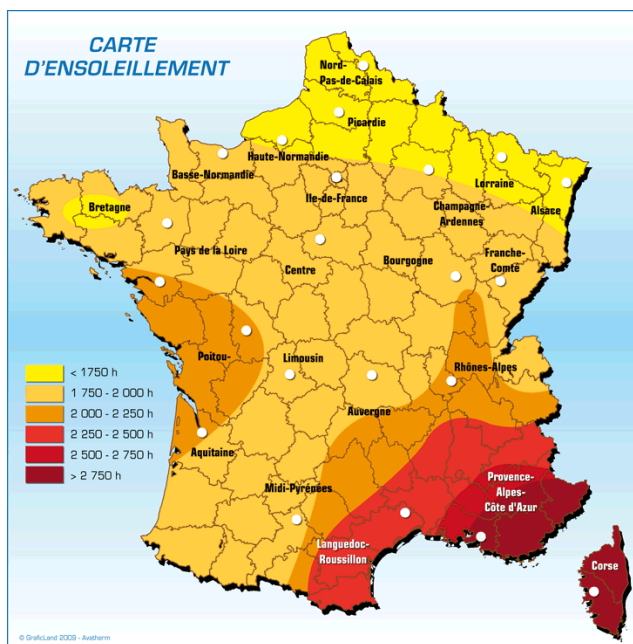 CARTE
D'ENSOLEILLEMENT
Nord-
Pas-de-Calais
Picardie
Haute-Normandie
Basse-Normandie
Ile-de-France
Lorraine
Champagne-
Ardennes
Alsace
Bretagne
Pays de la Loire
Centre
Bourgogne
Franche-
Comté
Poitou-
Limousin
Rhônes-Alpes
Auvergne
Aquitaine
Midi-Pyrénées
Provence-
Alpes-
Côte d'Azur
Languedoc-
Roussillon
Corse
< 1750 h
1 750 - 2 000 h
2 000 - 2 250 h
2 250 - 2 500 h
2 500 - 2 750 h
> 2 750 h
© GraficLand 2009 - Avatherm